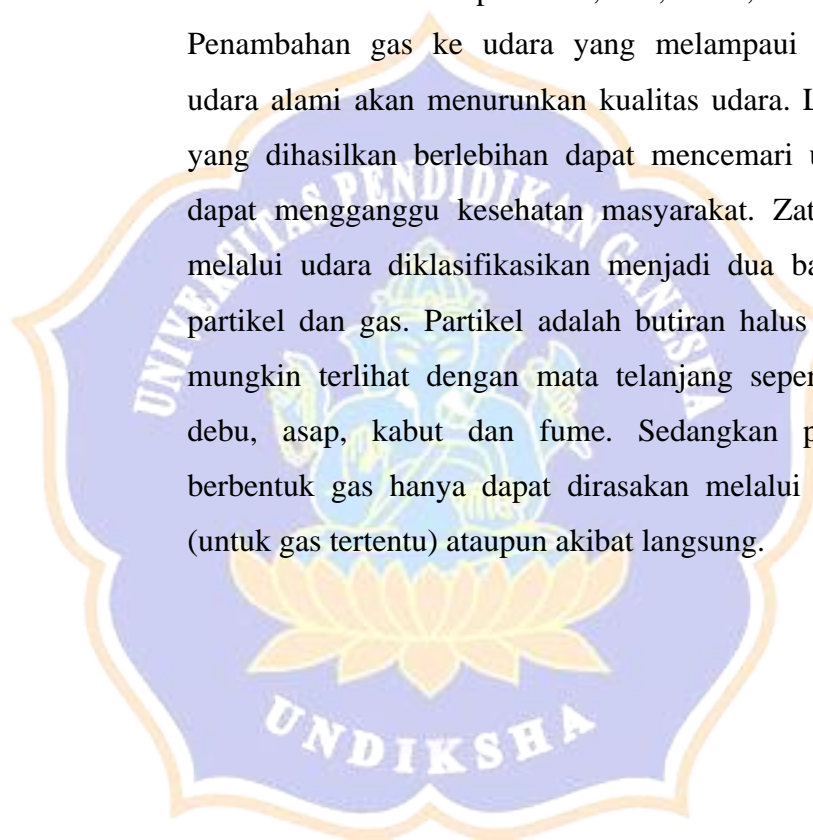 Penambahan gas ke udara yang melampaui
udara alami akan menurunkan kualitas udara. L
yang dihasilkan berlebihan dapat mencemari u
dapat mengganggu kesehatan masyarakat. Zat
melalui udara diklasifikasikan menjadi dua ba
partikel dan gas. Partikel adalah butiran halus
mungkin terlihat dengan mata telanjang seper
debu, asap, kabut dan fume. Sedangkan p
berbentuk gas hanya dapat dirasakan melalui
(untuk gas tertentu) ataupun akibat langsung.
UNIVERSITAS PENDIDIKAN GANESHA
UNDIKSHA